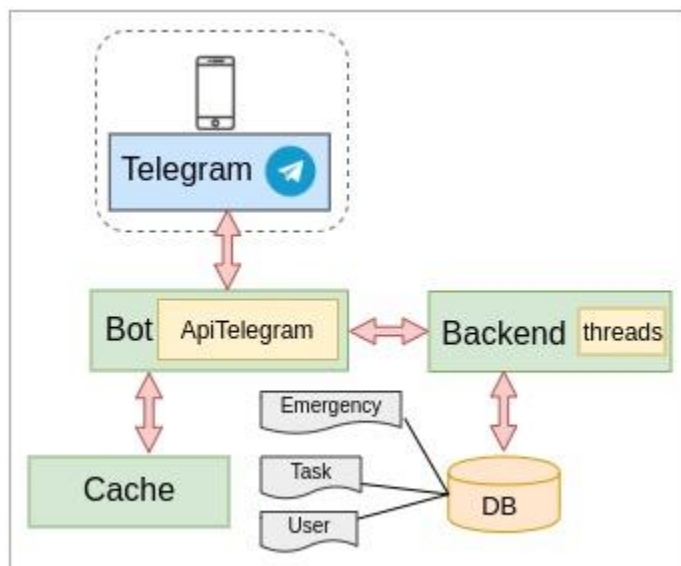 Telegram
Bot
ApiTelegram
Backend
threads
Emergency
Cache
Task
DB
User